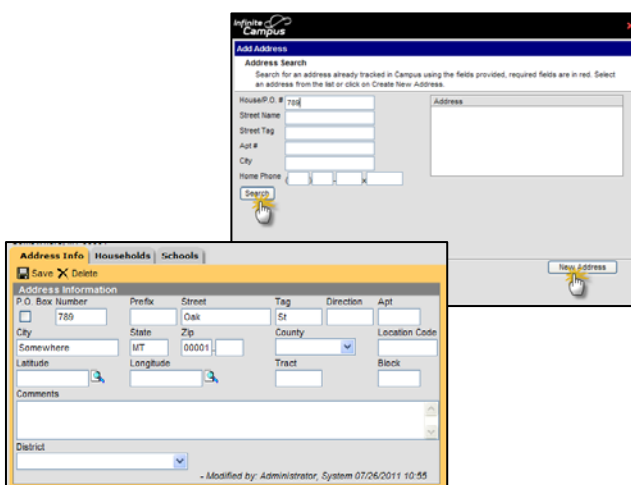 Infinite
Campus
x
Add Address
Address Search
Search for an address already tracked in Campus using the fields provided, required fields are in red. Select
an address from the list or click on Create New Address.
House/P.O. # 789
Street Name
Street Tag
Apt #
City
Home Phone ( ) - x
Search
Address
New Address
Address Info Households Schools
Save X Delete
Address Information
P.O. Box Number Prefix Street Tag Direction Apt
789 Oak St
City State Zip County Location Code
Somewhere MT 00001 -
Latitude Longitude Tract Block
Comments
District
- Modified by: Administrator, System 07/26/2011 10:55